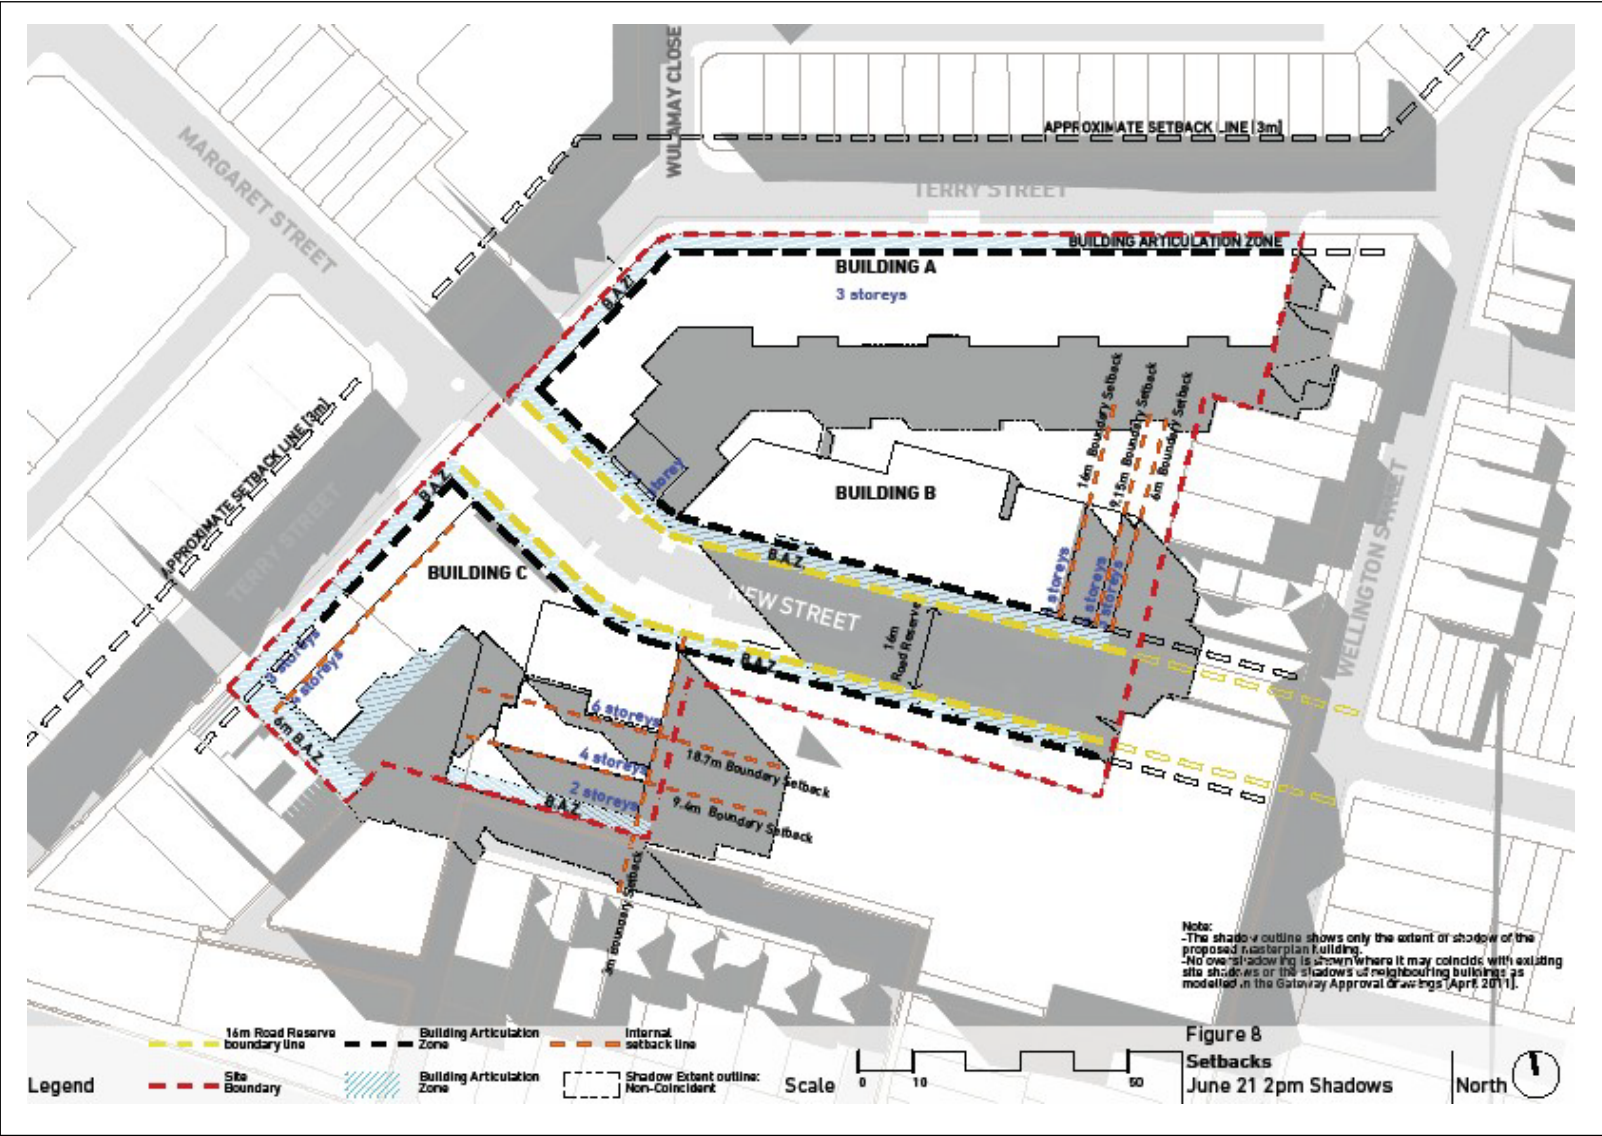 WULUMAY CLOSE
MARGARET STREET
APPROXIMATE SETBACK LINE [3m]
TERRY STREET
BUILDING ARTICULATION ZONE
BUILDING A
3 storeys
B.A.Z
16m Boundary Setback
9.15m Boundary Setback
6m Boundary Setback
APPROXIMATE SETBACK LINE [3m]
TERRY STREET
B.A.Z
storey
BUILDING B
WELLINGTON STREET
BUILDING C
B.A.Z
storeys
storeys
storeys
NEW STREET
16m
Road Reserve
B.A.Z
3 storeys
storeys
6m B.A.Z
6 storeys
18.7m Boundary Setback
4 storeys
2 storeys
B.A.Z
9.4m Boundary Setback
3m Boundary Setback
Note:
-The shadow outline shows only the extent of shadow of the
proposed masterplan building.
-No overshadowing is shown where it may coincide with existing
site shadows or the shadows of neighbouring buildings as
modelled in the Gateway Approval drawings [April 2011].
Legend
16m Road Reserve
boundary line
Site
Boundary
Building Articulation
Zone
Building Articulation
Zone
Internal
setback line
Shadow Extent outline:
Non-Coincident
Scale
0 10 50
Figure 8
Setbacks
June 21 2pm Shadows
North